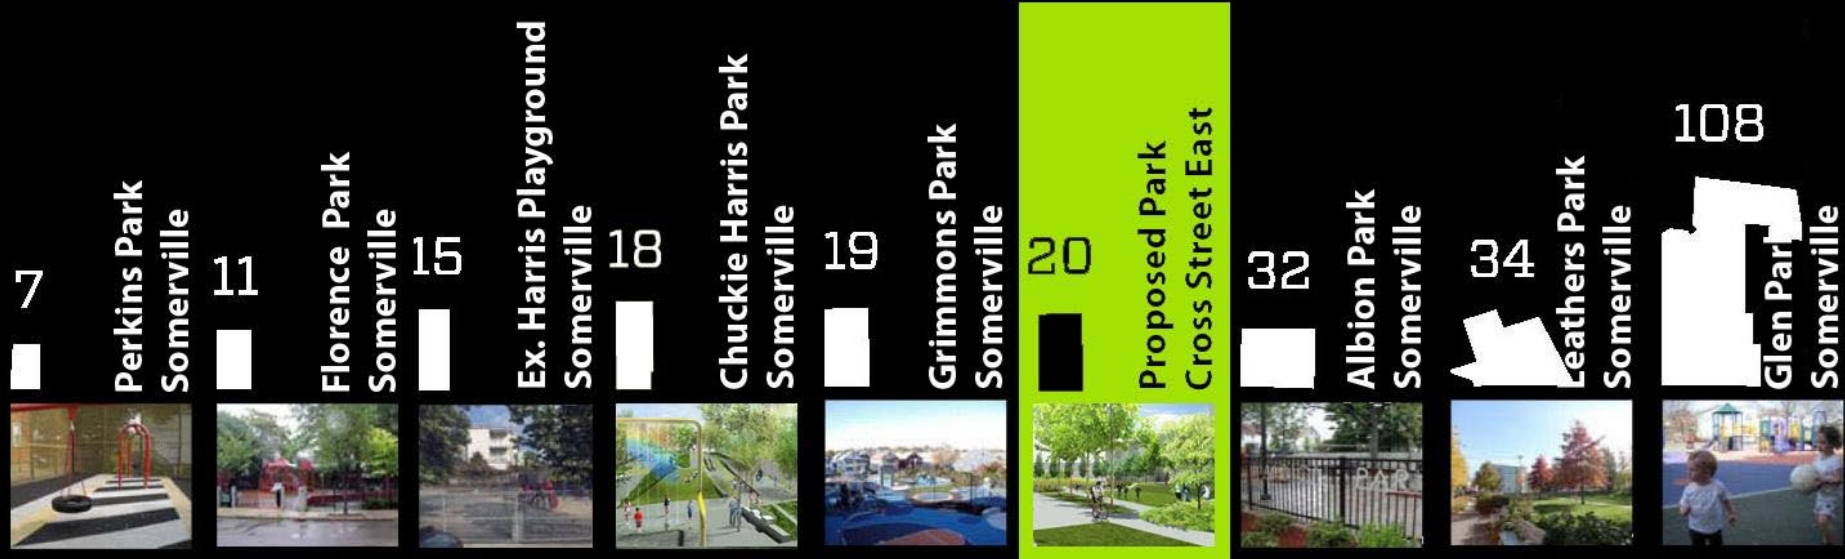 7
Perkins Park
Somerville
11
Florence Park
Somerville
15
Ex. Harris Playground
Somerville
18
Chuckie Harris Park
Somerville
19
Grimmons Park
Somerville
20
Proposed Park
Cross Street East
32
Albion Park
Somerville
PAR
34
Leathers Park
Somerville
108
Glen Par
Somerville